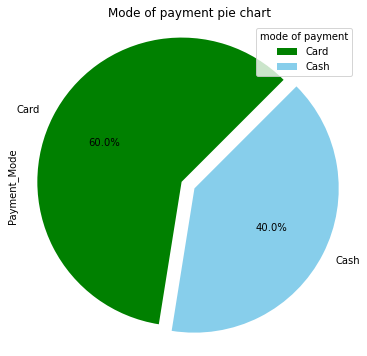 Mode of payment pie chart
mode of payment
Card
Cash
Card
60.0%
Payment_Mode
40.0%
Cash